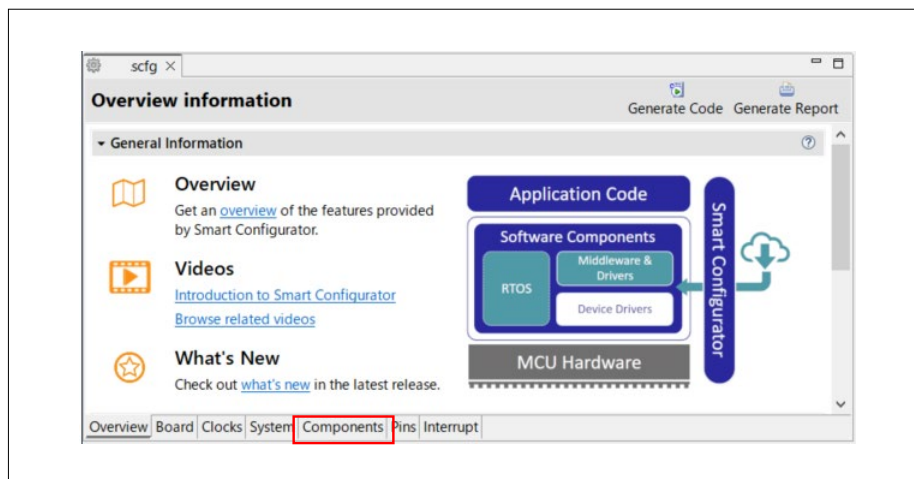 scfg ×
Overview information
Generate Code Generate Report
General Information
Overview
Get an overview of the features provided
by Smart Configurator.
Videos
Introduction to Smart Configurator
Browse related videos
What's New
Check out what's new in the latest release.
Application Code
Software Components
RTOS
Middleware &
Drivers
Device Drivers
MCU Hardware
Smart Configurator
Overview Board Clocks System Components Pins Interrupt